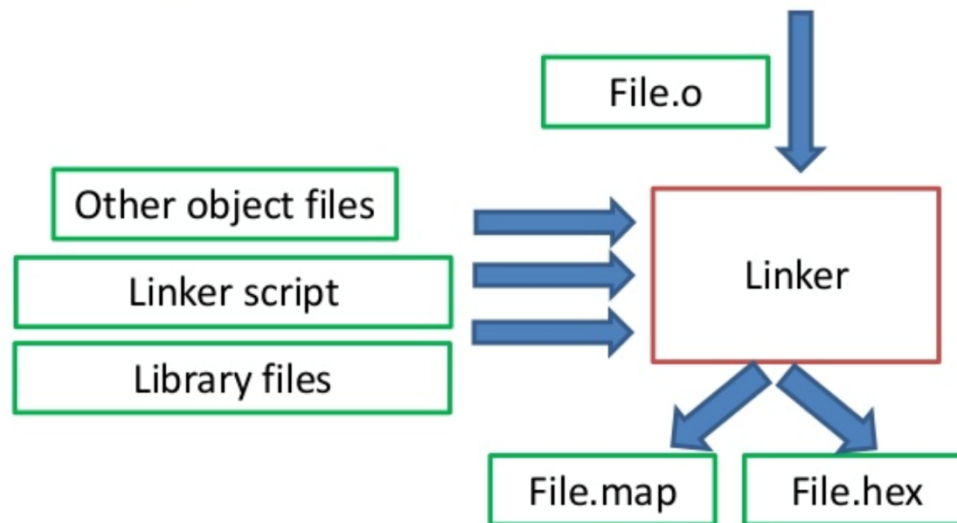 File.o
Other object files
Linker script
Linker
Library files
File.map
File.hex